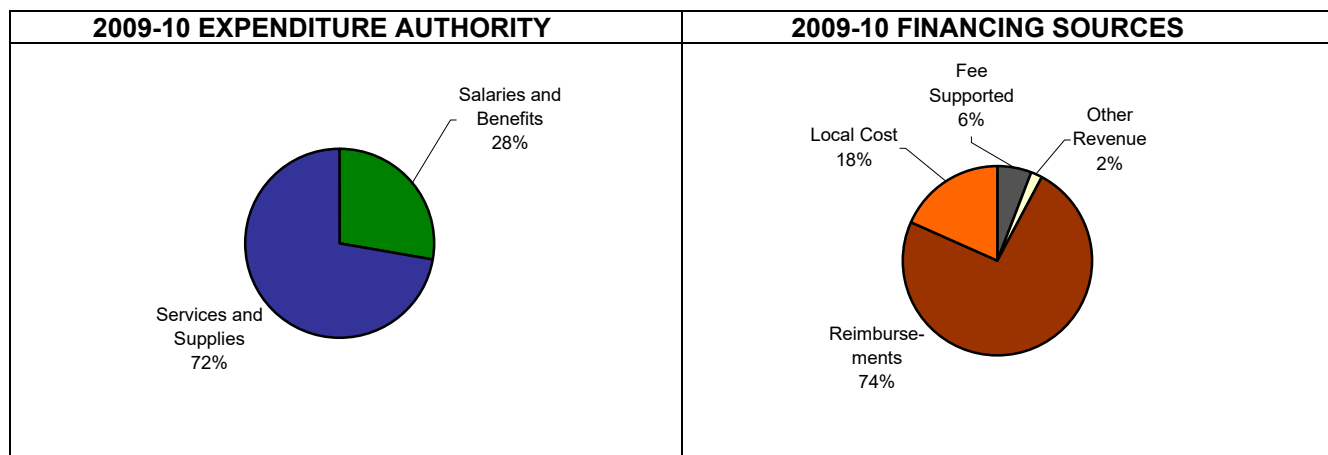 2009-10 EXPENDITURE AUTHORITY
Salaries and
Benefits
28%
Services and
Supplies
72%
2009-10 FINANCING SOURCES
Fee
Supported
6%
Other
Revenue
2%
Local Cost
18%
Reimburse-
ments
74%